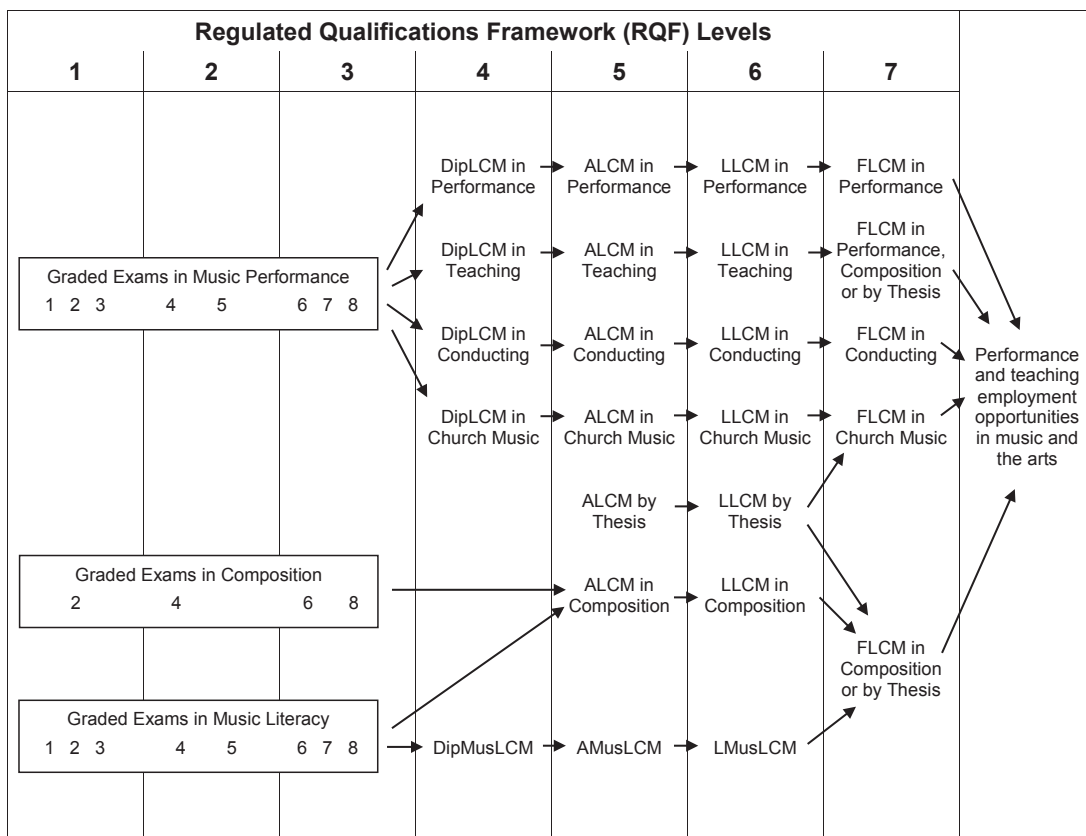 Regulated Qualifications Framework (RQF) Levels
1 2 3 4 5 6 7
DipLCM in
Performance
ALCM in
Performance
LLCM in
Performance
FLCM in
Performance
Graded Exams in Music Performance
1 2 3 4 5 6 7 8
DipLCM in
Teaching
ALCM in
Teaching
LLCM in
Teaching
FLCM in
Performance,
Composition
or by Thesis
DipLCM in
Conducting
ALCM in
Conducting
LLCM in
Conducting
FLCM in
Conducting
Performance
and teaching
employment
opportunities
in music and
the arts
DipLCM in
Church Music
ALCM in
Church Music
LLCM in
Church Music
FLCM in
Church Music
ALCM by
Thesis
LLCM by
Thesis
Graded Exams in Composition
2 4 6 8
ALCM in
Composition
LLCM in
Composition
FLCM in
Composition
or by Thesis
Graded Exams in Music Literacy
1 2 3 4 5 6 7 8
DipMusLCM
AMusLCM
LMusLCM